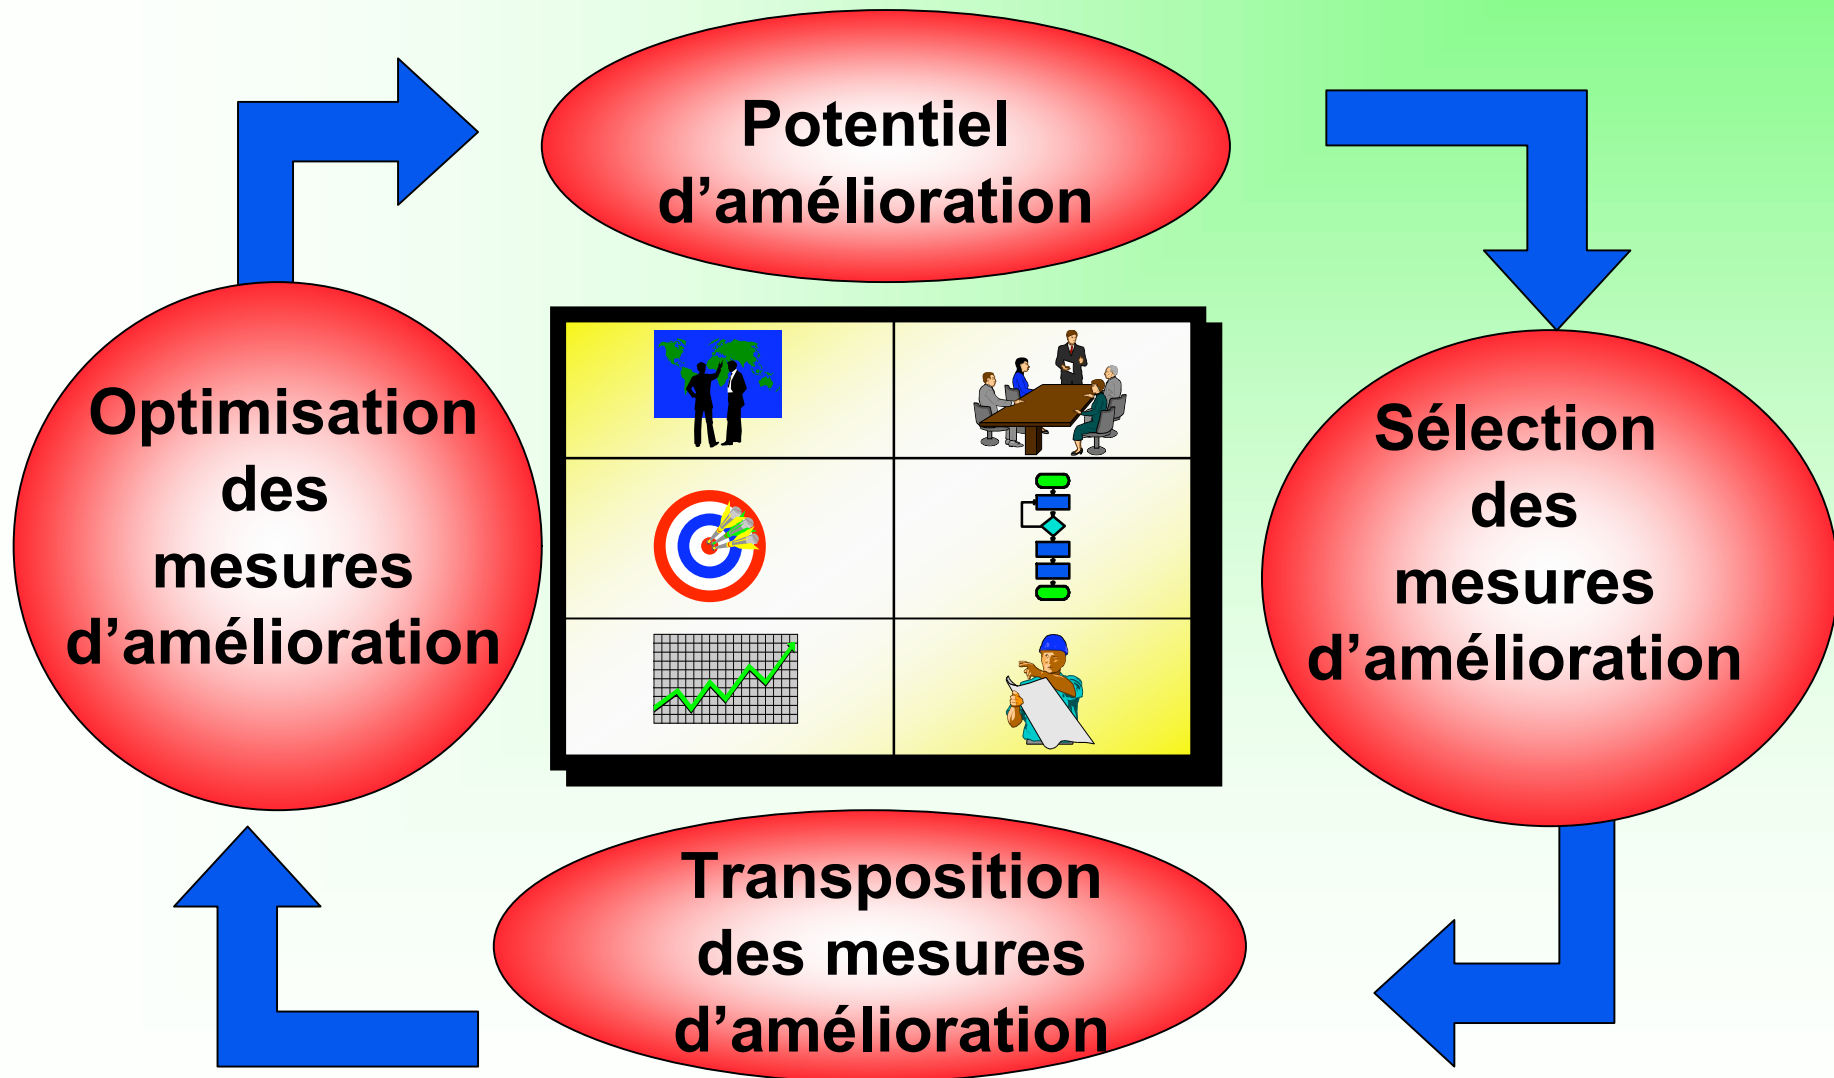 Potentiel
d’amélioration
Optimisation
des
mesures
d’amélioration
Sélection
des
mesures
d’amélioration
Transposition
des mesures
d’amélioration